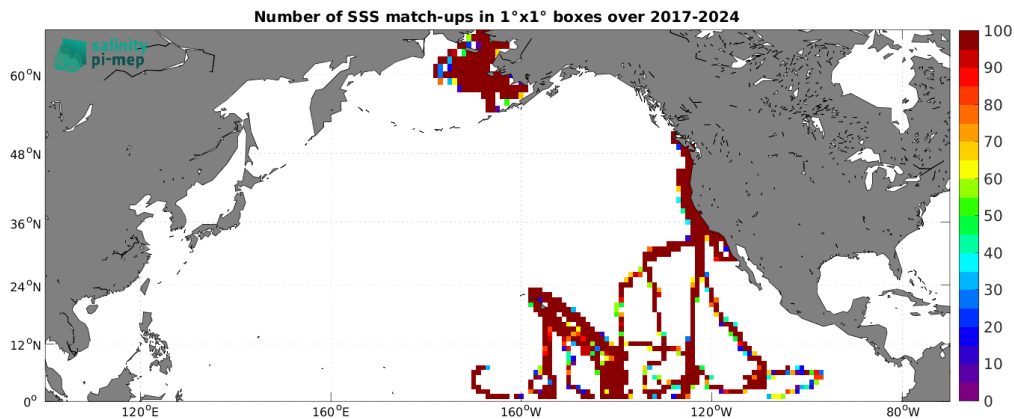 Number of SSS match-ups in 1°x1° boxes over 2017-2024
salinity
pi-mep
60°N
48°N
36°N
24°N
12°N
0°
120°E
160°E
160°W
120°W
80°W
100
90
80
70
60
50
40
30
20
10
0